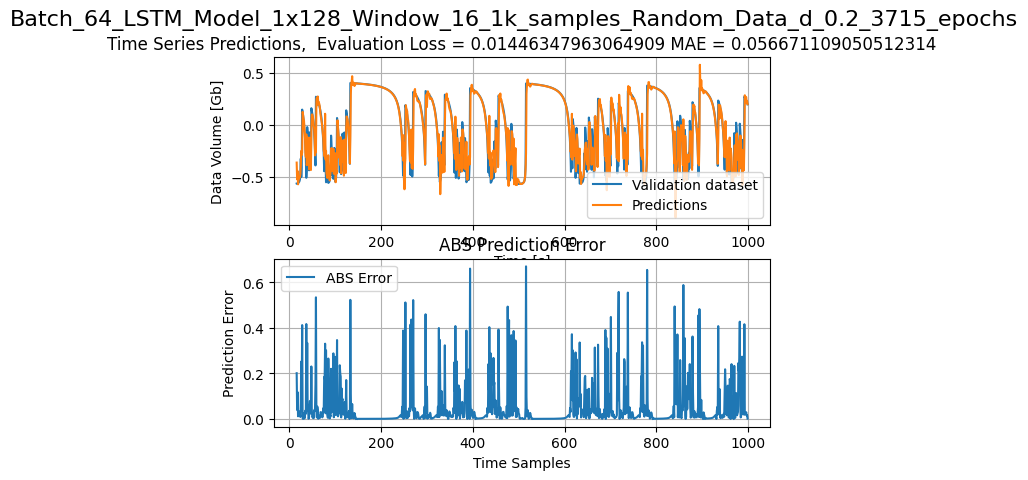 Batch_64_LSTM_Model_1x128_Window_16_1k_samples_Random_Data_d_0.2_3715_epochs
Time Series Predictions,  Evaluation Loss = 0.01446347963064909 MAE = 0.056671109050512314
Data Volume [Gb]
0.5
0.0
−0.5
Validation dataset
Predictions
0 200 400 600 800 1000
Time [s]
ABS Prediction Error
Prediction Error
0.6
0.4
0.2
0.0
ABS Error
0 200 400 600 800 1000
Time Samples